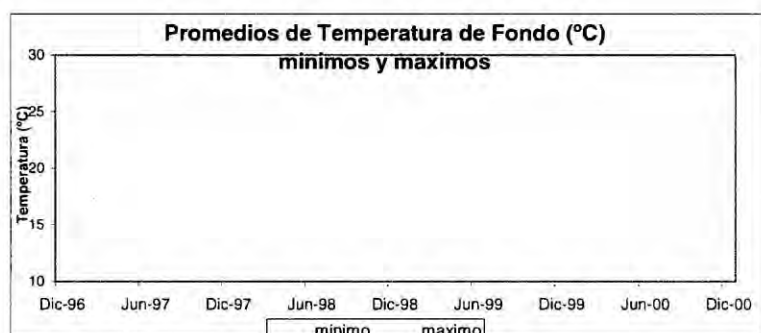 Promedios de Temperatura de Fondo (ºC)
minimos y maximos
Temperatura (ºC)
30
25
20
15
10
Dic-96 Jun-97 Dic-97 Jun-98 Dic-98 Jun-99 Dic-99 Jun-00 Dic-00
minimo maximo